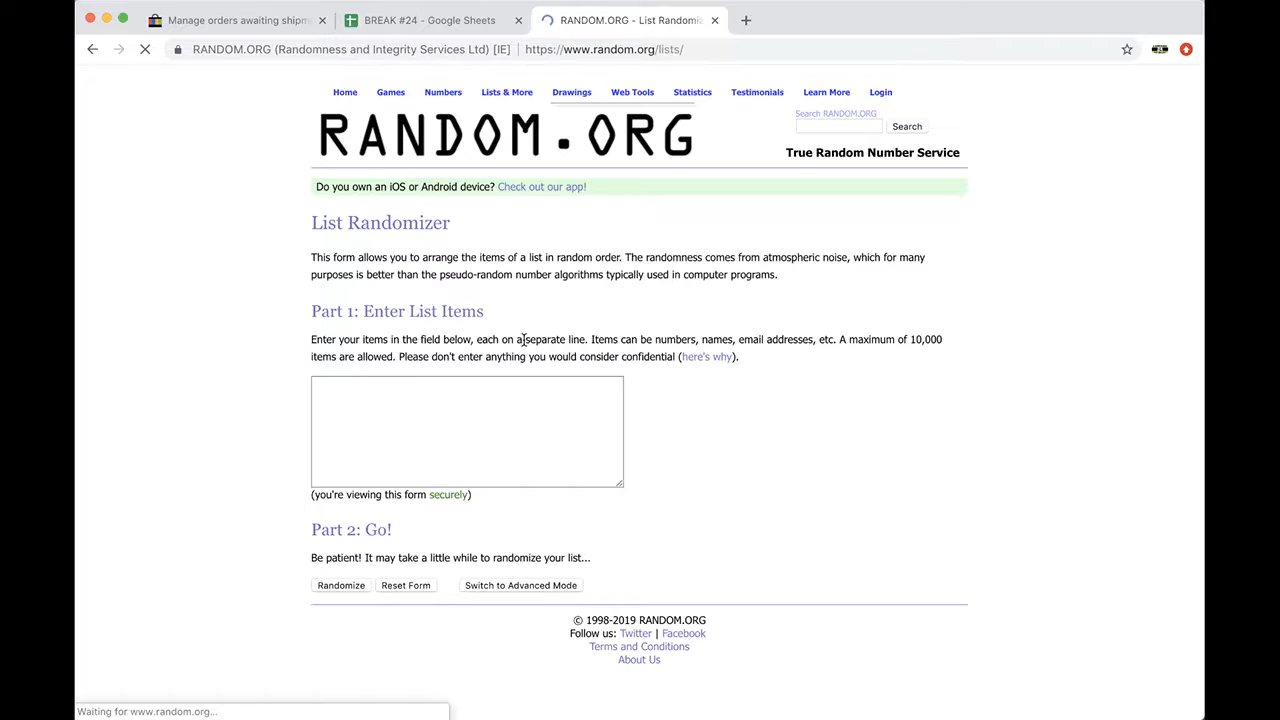 Manage orders awaiting shipm
BREAK #24 - Google Sheets
RANDOM.ORG - List Randomiz
RANDOM.ORG (Randomness and Integrity Services Ltd) [IE] https://www.random.org/lists/
Home Games Numbers Lists & More Drawings Web Tools Statistics Testimonials Learn More Login
RANDOM.ORG
Search RANDOM.ORG
Search
True Random Number Service
Do you own an iOS or Android device? Check out our app!
List Randomizer
This form allows you to arrange the items of a list in random order. The randomness comes from atmospheric noise, which for many
purposes is better than the pseudo-random number algorithms typically used in computer programs.
Part 1: Enter List Items
Enter your items in the field below, each on a separate line. Items can be numbers, names, email addresses, etc. A maximum of 10,000
items are allowed. Please don't enter anything you would consider confidential (here's why).
(you're viewing this form securely)
Part 2: Go!
Be patient! It may take a little while to randomize your list...
Randomize Reset Form Switch to Advanced Mode
© 1998-2019 RANDOM.ORG
Follow us: Twitter | Facebook
Terms and Conditions
About Us
Waiting for www.random.org...